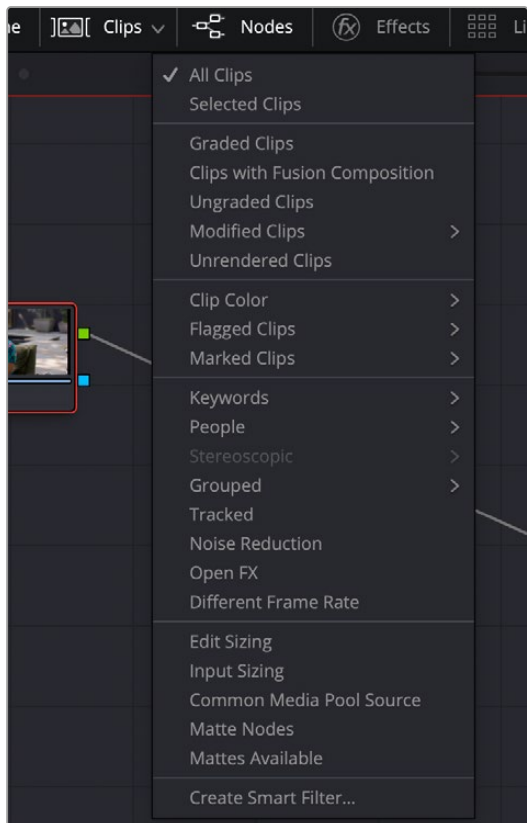 ne Clips Nodes Effects Li
All Clips
Selected Clips
Graded Clips
Clips with Fusion Composition
Ungraded Clips
Modified Clips
Unrendered Clips
Clip Color
Flagged Clips
Marked Clips
Keywords
People
Stereoscopic
Grouped
Tracked
Noise Reduction
Open FX
Different Frame Rate
Edit Sizing
Input Sizing
Common Media Pool Source
Matte Nodes
Mattes Available
Create Smart Filter...